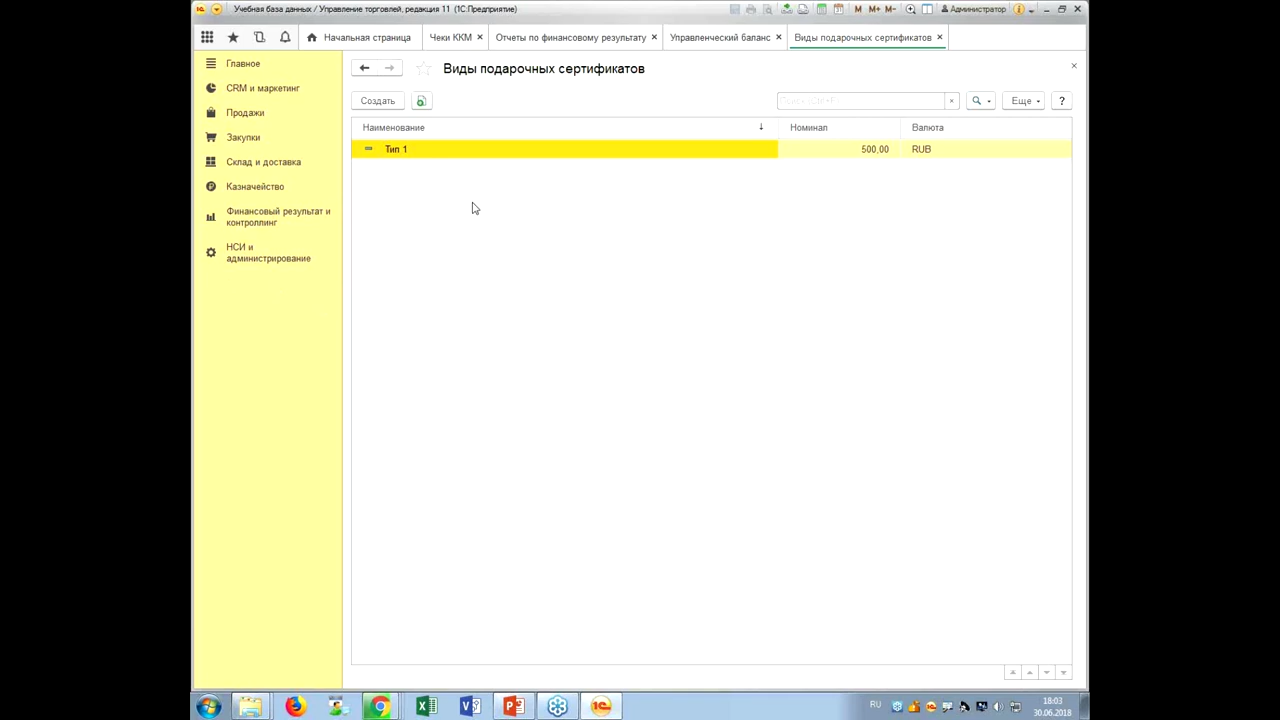 Учебная база данных / Управление торговлей, редакция 11 (1С:Предприятие)
M M+ M- Администратор
Начальная страница Чеки ККМ × Отчеты по финансовому результату × Управленческий баланс × Виды подарочных сертификатов ×
Главное
CRM и маркетинг
Продажи
Закупки
Склад и доставка
Казначейство
Финансовый результат и
контроллинг
НСИ и
администрирование
Виды подарочных сертификатов
Создать
Поиск (Ctrl+F)
Еще
?
Наименование ↓ Номинал Валюта
Тип 1 500,00 RUB
RU
18:03
30.06.2018